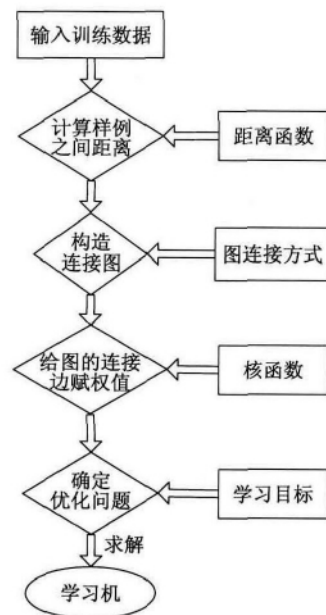 输入训练数据
计算样例
之间距离
距离函数
构造
连接图
图连接方式
给图的连接
边赋权值
核函数
确定
优化问题
学习目标
求解
学习机